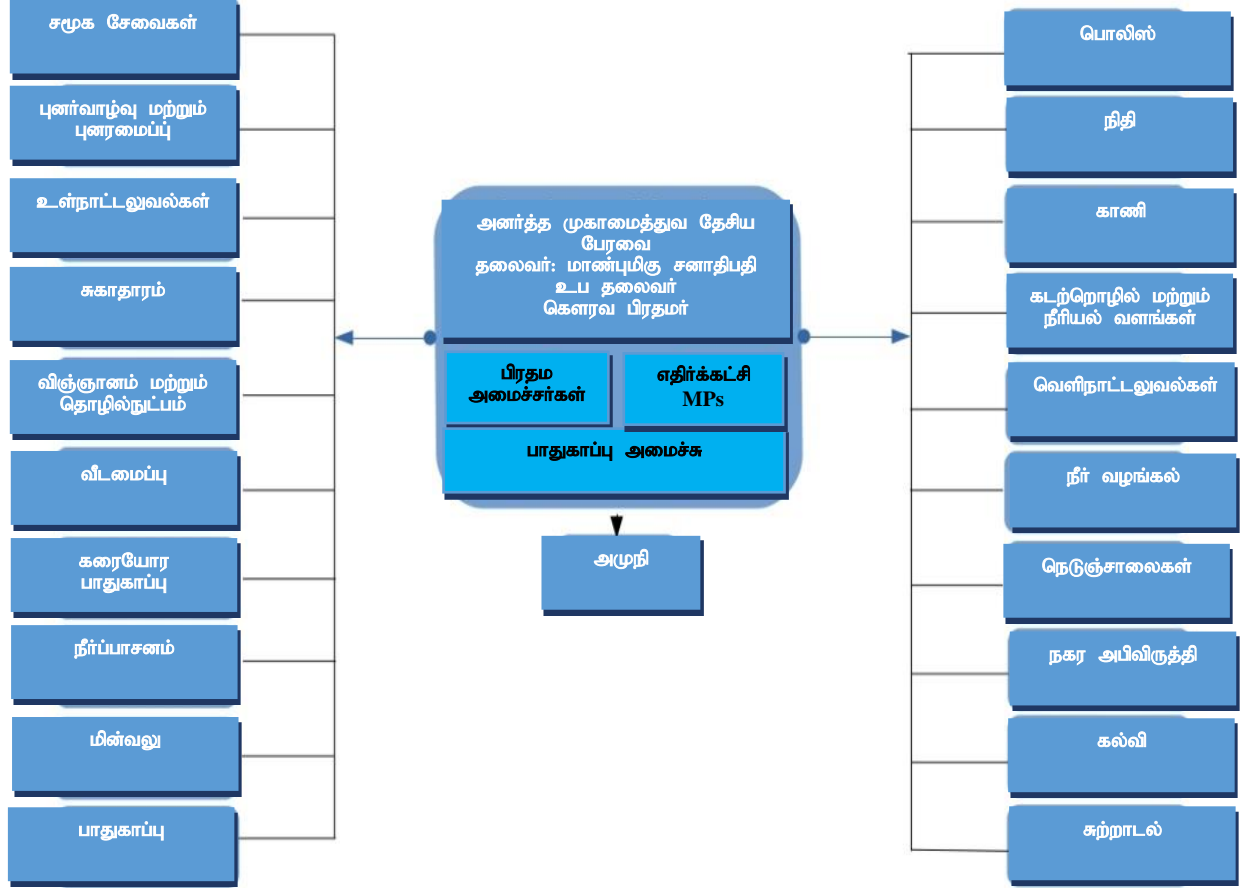 சமூக சேவைகள்
புனர்வாழ்வு மற்றும்
புனரமைப்பு
உள்நாட்டலுவல்கள்
சுகாதாரம்
விஞ்ஞானம் மற்றும்
தொழில்நுட்பம்
வீடமைப்பு
கரையோர
பாதுகாப்பு
நீர்ப்பாசனம்
மின்வலு
பாதுகாப்பு
அனர்த்த முகாமைத்துவ தேசிய
பேரவை
தலைவர்: மாண்புமிகு சனாதிபதி
உப தலைவர்
கௌரவ பிரதமர்
பிரதம
அமைச்சர்கள்
எதிர்க்கட்சி
MPs
பாதுகாப்பு அமைச்சு
அமுநி
பொலிஸ்
நிதி
காணி
கடற்றொழில் மற்றும்
நீரியல் வளங்கள்
வெளிநாட்டலுவல்கள்
நீர் வழங்கல்
நெடுஞ்சாலைகள்
நகர அபிவிருத்தி
கல்வி
சுற்றாடல்